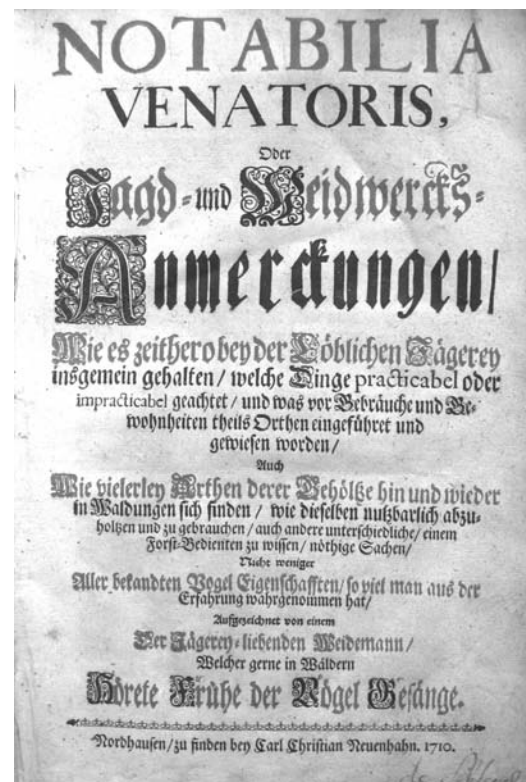 NOTABILIA
VENATORIS,
Oder
Jagd- und Weidwercks-
Anmerckungen/
Wie es zeithero bey der Löblichen Jägerey
insgemein gehalten / welche Dinge practicabel oder
impracticabel geachtet / und was vor Gebräuche und Ge-
wohnheiten theils Orthen eingeführet und
gewiesen worden /
Auch
Wie vielerley Arthen derer Gehöltze hin und wieder
in Waldungen sich finden / wie dieselben nutzbarlich abzu-
holtzen und zu gebrauchen / auch andere unterschiedliche / einem
Forst-Bedienten zu wissen / nöthige Sachen /
Nicht weniger
Aller bekandten Vogel Eigenschafften / so viel man aus der
Erfahrung wahrgenommen hat /
Aufgezeichnet von einem
Der Jägerey-liebenden Weidemann /
Welcher gerne in Wäldern
Hörete Frühe der Vögel Gesänge.
Nordhausen / zu finden bey Carl Christian Neuenhahn. 1710.